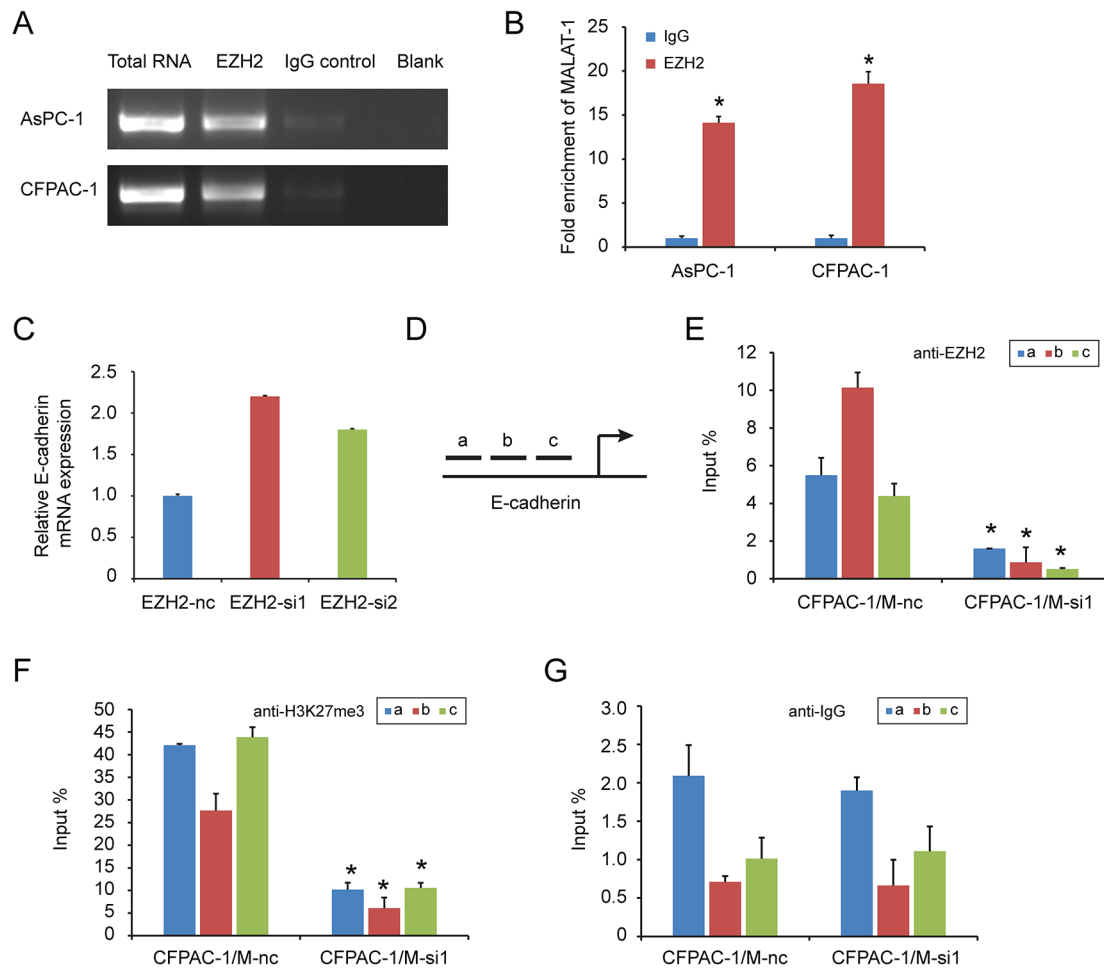 A
Total RNA EZH2 IgG control Blank
AsPC-1
CFPAC-1
B
Fold enrichment of MALAT-1
25
20
15
10
5
0
IgG
EZH2
*
*
AsPC-1 CFPAC-1
C
Relative E-cadherin
mRNA expression
2.5
2.0
1.5
1.0
0.5
0
EZH2-nc EZH2-si1 EZH2-si2
D
a b c
E-cadherin
E
anti-EZH2
a b c
Input %
12
10
8
6
4
2
0
* * *
CFPAC-1/M-nc CFPAC-1/M-si1
F
anti-H3K27me3
a b c
Input %
50
45
40
35
30
25
20
15
10
5
0
* * *
CFPAC-1/M-nc CFPAC-1/M-si1
G
anti-IgG
a b c
Input %
3.0
2.5
2.0
1.5
1.0
0.5
0
CFPAC-1/M-nc CFPAC-1/M-si1